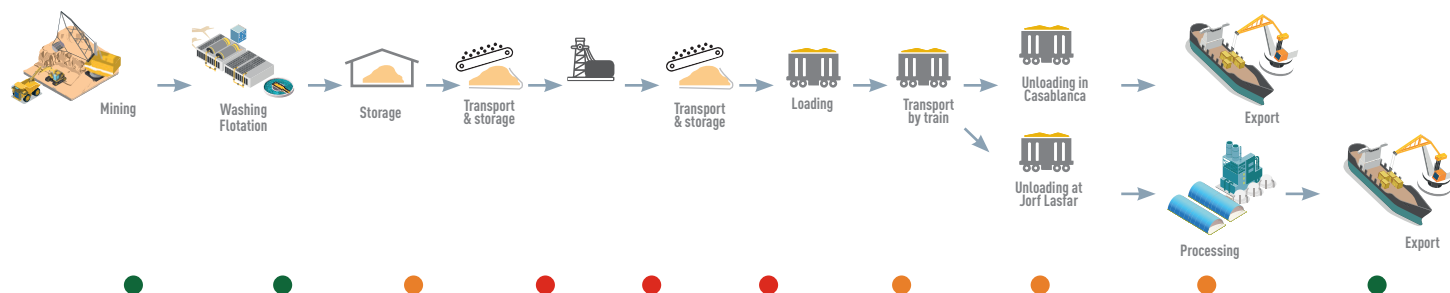 Mining
Washing
Flotation
Storage
Transport
& storage
Transport
& storage
Loading
Transport
by train
Unloading in
Casablanca
Export
Unloading at
Jorf Lasfar
Processing
Export